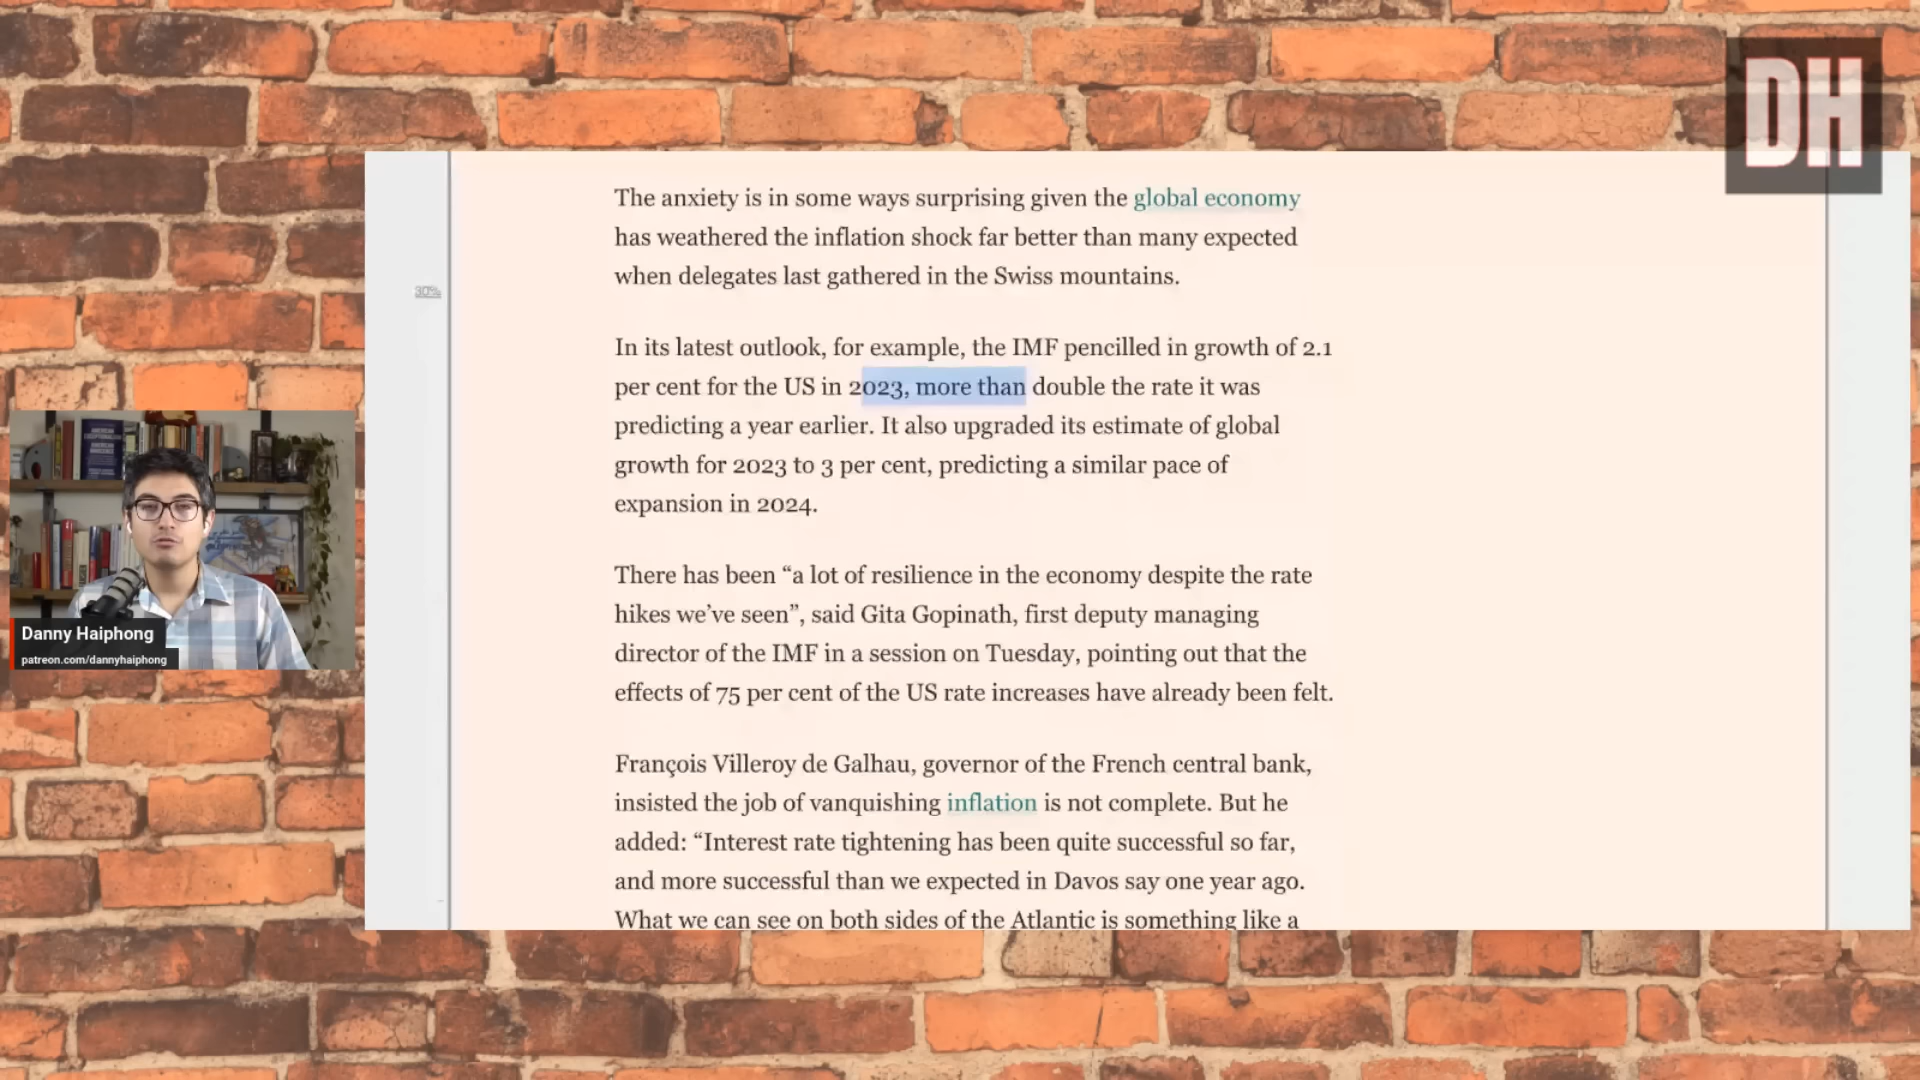 DH
The anxiety is in some ways surprising given the global economy
has weathered the inflation shock far better than many expected
when delegates last gathered in the Swiss mountains.
30%
In its latest outlook, for example, the IMF pencilled in growth of 2.1
per cent for the US in 2023, more than double the rate it was
predicting a year earlier. It also upgraded its estimate of global
growth for 2023 to 3 per cent, predicting a similar pace of
expansion in 2024.
There has been “a lot of resilience in the economy despite the rate
hikes we’ve seen”, said Gita Gopinath, first deputy managing
director of the IMF in a session on Tuesday, pointing out that the
effects of 75 per cent of the US rate increases have already been felt.
François Villeroy de Galhau, governor of the French central bank,
insisted the job of vanquishing inflation is not complete. But he
added: “Interest rate tightening has been quite successful so far,
and more successful than we expected in Davos say one year ago.
What we can see on both sides of the Atlantic is something like a
Danny Haiphong
patreon.com/dannyhaiphong